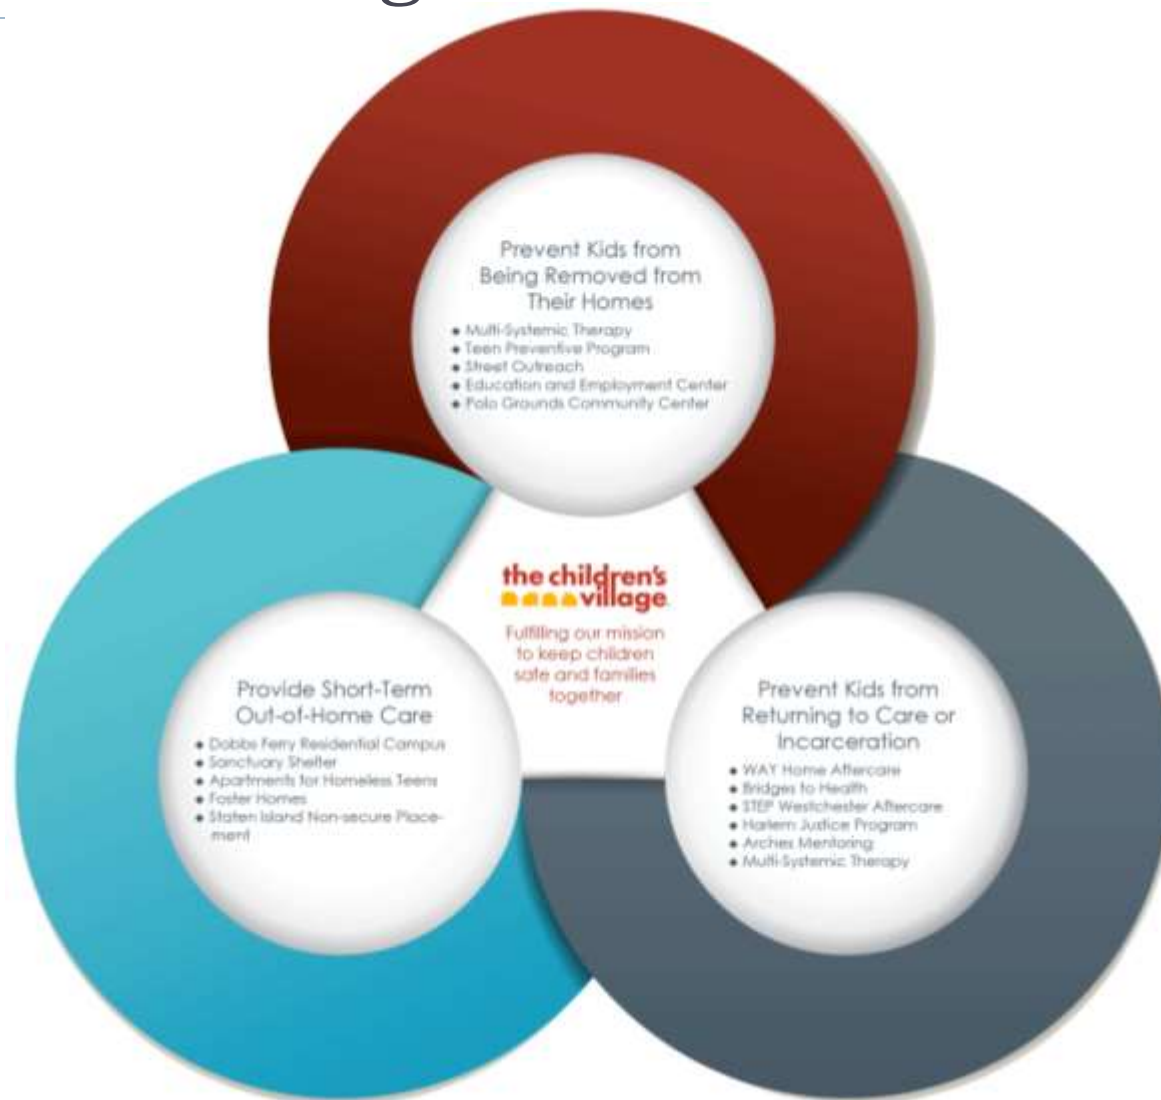 Prevent Kids from
Being Removed from
Their Homes
• Multi-Systemic Therapy
• Teen Preventive Program
• Street Outreach
• Education and Employment Center
• Polo Grounds Community Center
the children's
village
Fulfilling our mission
to keep children
safe and families
together
Provide Short-Term
Out-of-Home Care
• Dobbs Ferry Residential Campus
• Sanctuary Shelter
• Apartments for Homeless Teens
• Foster Homes
• Staten Island Non-secure Place-
ment
Prevent Kids from
Returning to Care or
Incarceration
• WAY Home Aftercare
• Bridges to Health
• STEP Westchester Aftercare
• Harlem Justice Program
• Arches Mentoring
• Multi-Systemic Therapy